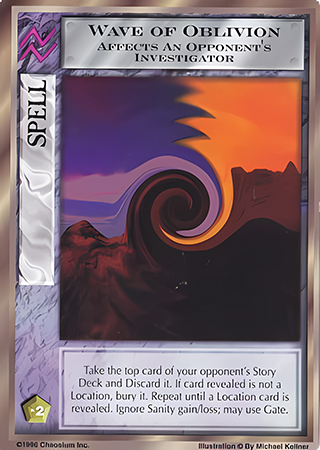 Wave of Oblivion
Affects An Opponent's
Investigator
SPELL
Take the top card of your opponent's Story
Deck and Discard it. If card revealed is not a
Location, bury it. Repeat until a Location card is
revealed. Ignore Sanity gain/loss; may use Gate.
-2
©1996 Chaosium Inc.
Illustration © By Michael Kellner